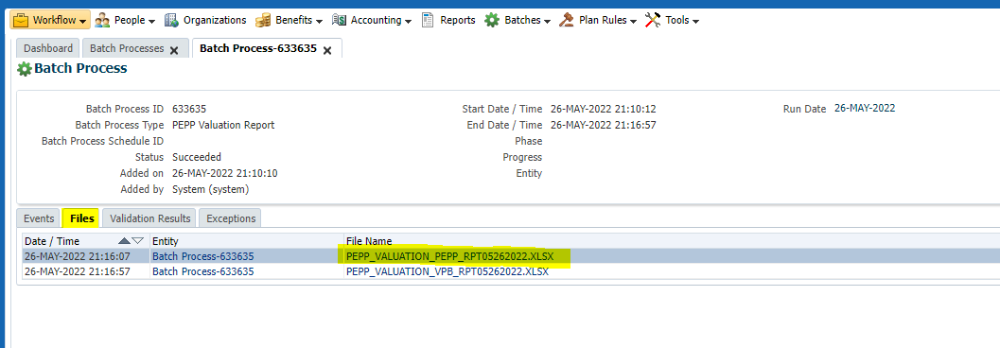 Workflow People Organizations Benefits Accounting Reports Batches Plan Rules Tools
Dashboard Batch Processes Batch Process-633635
Batch Process
Batch Process ID 633635 Start Date / Time 26-MAY-2022 21:10:12 Run Date 26-MAY-2022
Batch Process Type PEPP Valuation Report End Date / Time 26-MAY-2022 21:16:57
Batch Process Schedule ID Phase
Status Succeeded Progress
Added on 26-MAY-2022 21:10:10 Entity
Added by System (system)
Events Files Validation Results Exceptions
Date / Time Entity File Name
26-MAY-2022 21:16:07 Batch Process-633635 PEPP_VALUATION_PEPP_RPT05262022.XLSX
26-MAY-2022 21:16:57 Batch Process-633635 PEPP_VALUATION_VPB_RPT05262022.XLSX